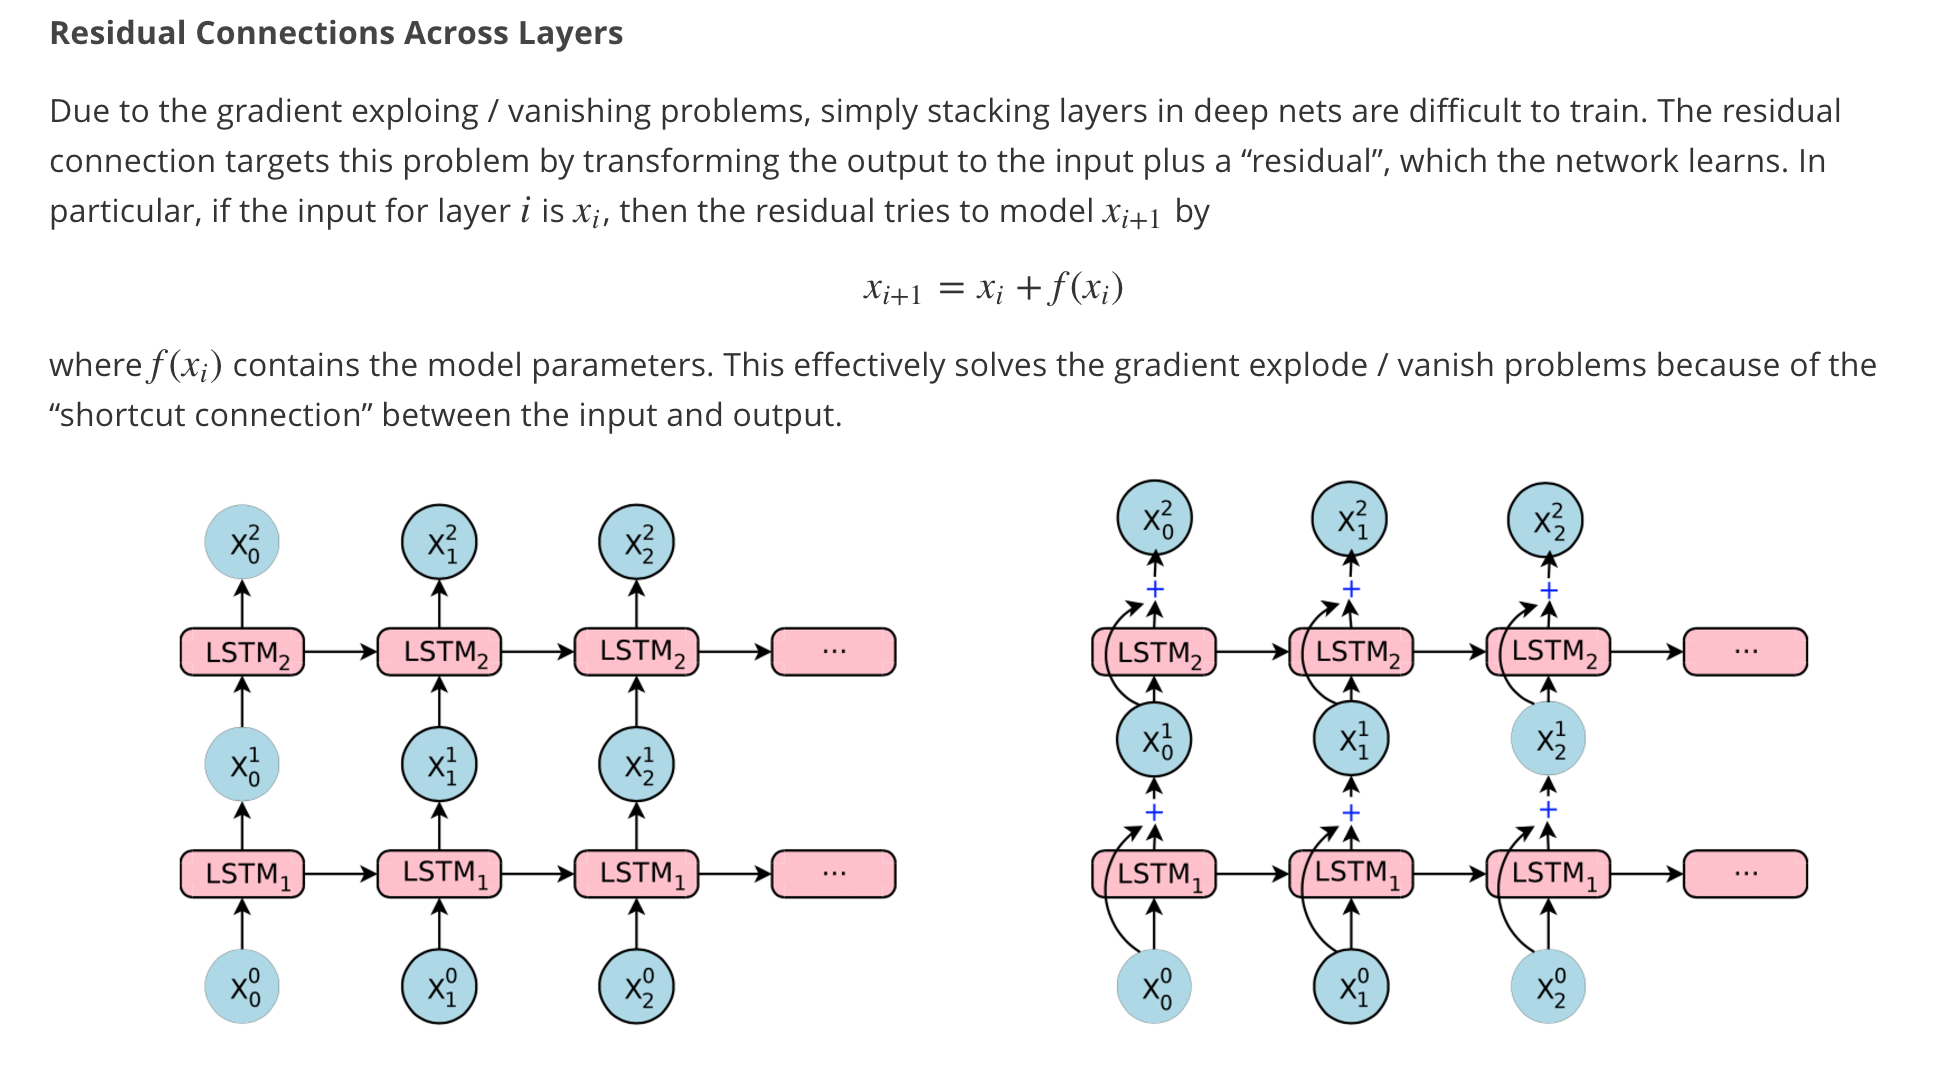 Residual Connections Across Layers
Due to the gradient exploing / vanishing problems, simply stacking layers in deep nets are difficult to train. The residual
connection targets this problem by transforming the output to the input plus a “residual”, which the network learns. In
particular, if the input for layer i is x_i, then the residual tries to model x_{i+1} by
x_{i+1} = x_i + f(x_i)
where f(x_i) contains the model parameters. This effectively solves the gradient explode / vanish problems because of the
“shortcut connection” between the input and output.
X_0^2 X_1^2 X_2^2
LSTM_2 LSTM_2 LSTM_2 ...
X_0^1 X_1^1 X_2^1
LSTM_1 LSTM_1 LSTM_1 ...
X_0^0 X_1^0 X_2^0
X_0^2 X_1^2 X_2^2
+ + +
LSTM_2 LSTM_2 LSTM_2 ...
X_0^1 X_1^1 X_2^1
+ + +
LSTM_1 LSTM_1 LSTM_1 ...
X_0^0 X_1^0 X_2^0